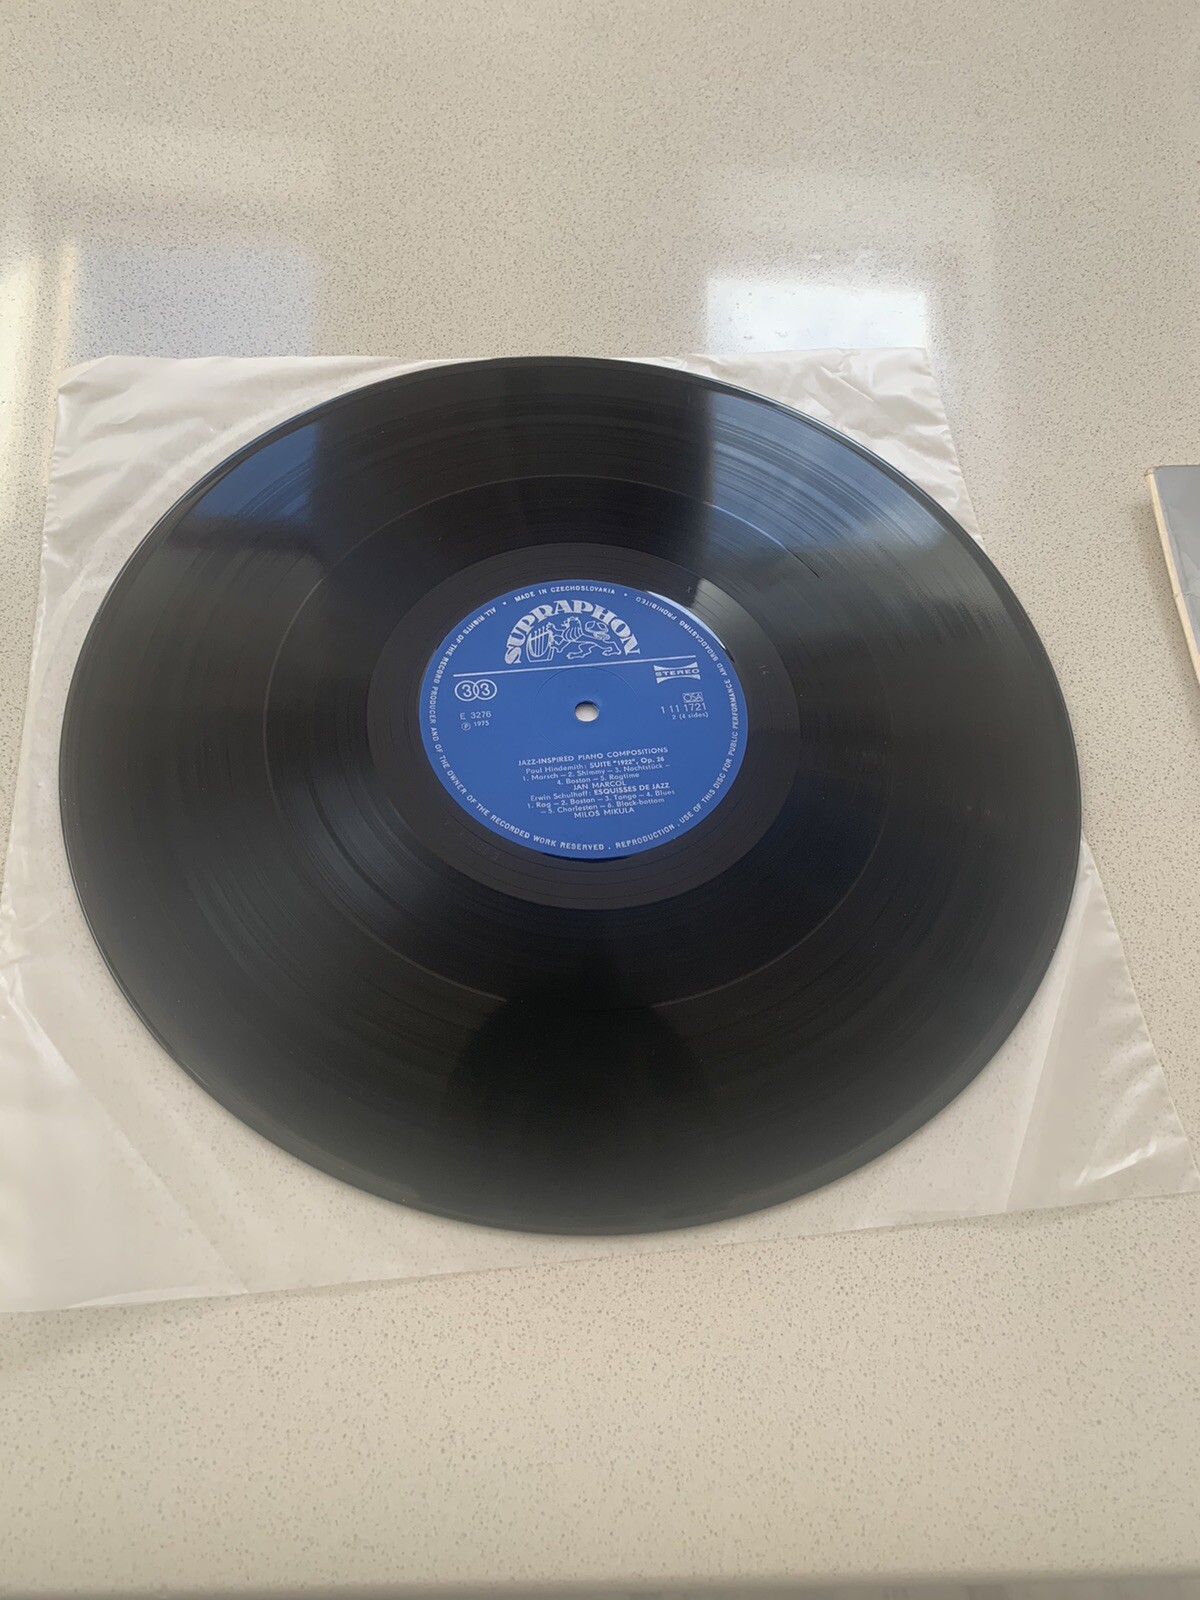 ALL RIGHTS OF THE RECORD PRODUCER AND OF THE OWNER OF THE RECORDED WORK RESERVED . REPRODUCTION . USE OF THIS DISC FOR PUBLIC PERFORMANCE AND BROADCASTING PROHIBITED • MADE IN CZECHOSLOVAKIA •
SUPRAPHON
33
STEREO
E 3276
℗ 1975
OSA
1 11 1721
2 (4 sides)
JAZZ-INSPIRED PIANO COMPOSITIONS
Paul Hindemith: SUITE "1922", Op. 26
1. Marsch – 2. Shimmy – 3. Nachtstück –
4. Boston – 5. Ragtime
JAN MARCOL
Erwin Schulhoff: ESQUISSES DE JAZZ
1. Rag – 2. Boston – 3. Tango – 4. Blues
– 5. Charleston – 6. Black-bottom
MILOŠ MIKULA